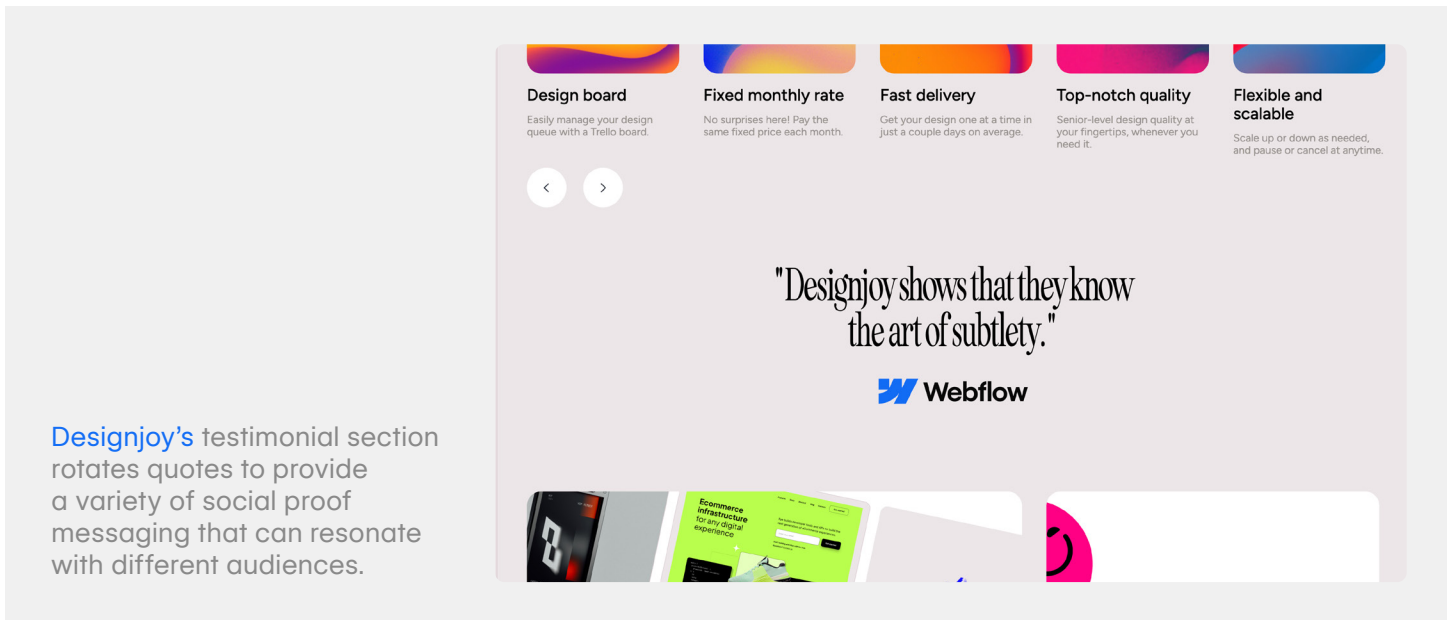 Designjoy's testimonial section
rotates quotes to provide
a variety of social proof
messaging that can resonate
with different audiences.
Design board
Easily manage your design
queue with a Trello board.
Fixed monthly rate
No surprises here! Pay the
same fixed price each month.
Fast delivery
Get your design one at a time in
just a couple days on average.
Top-notch quality
Senior-level design quality at
your fingertips, whenever you
need it.
Flexible and
scalable
Scale up or down as needed,
and pause or cancel at anytime.
"Designjoy shows that they know
the art of subtlety."
Webflow
Ecommerce
infrastructure
for any digital
experience